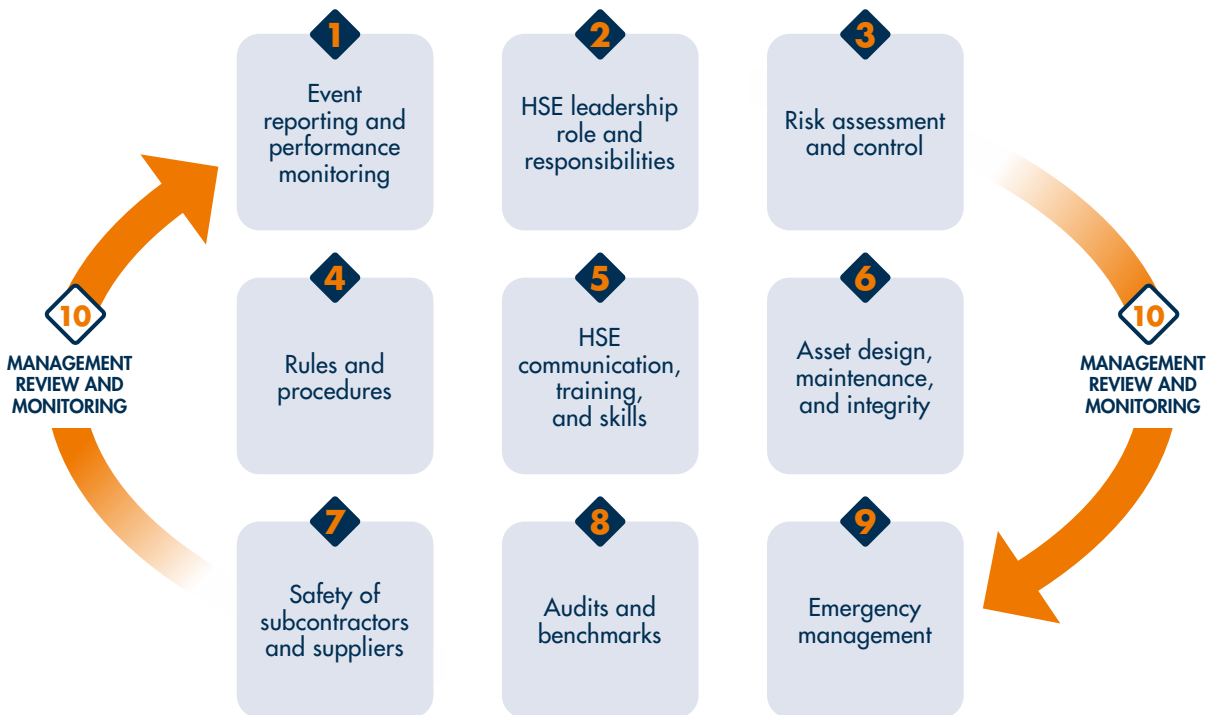 1
Event
reporting and
performance
monitoring
2
HSE leadership
role and
responsibilities
3
Risk assessment
and control
4
Rules and
procedures
5
HSE
communication,
training,
and skills
6
Asset design,
maintenance,
and integrity
7
Safety of
subcontractors
and suppliers
8
Audits and
benchmarks
9
Emergency
management
10
MANAGEMENT
REVIEW AND
MONITORING
10
MANAGEMENT
REVIEW AND
MONITORING